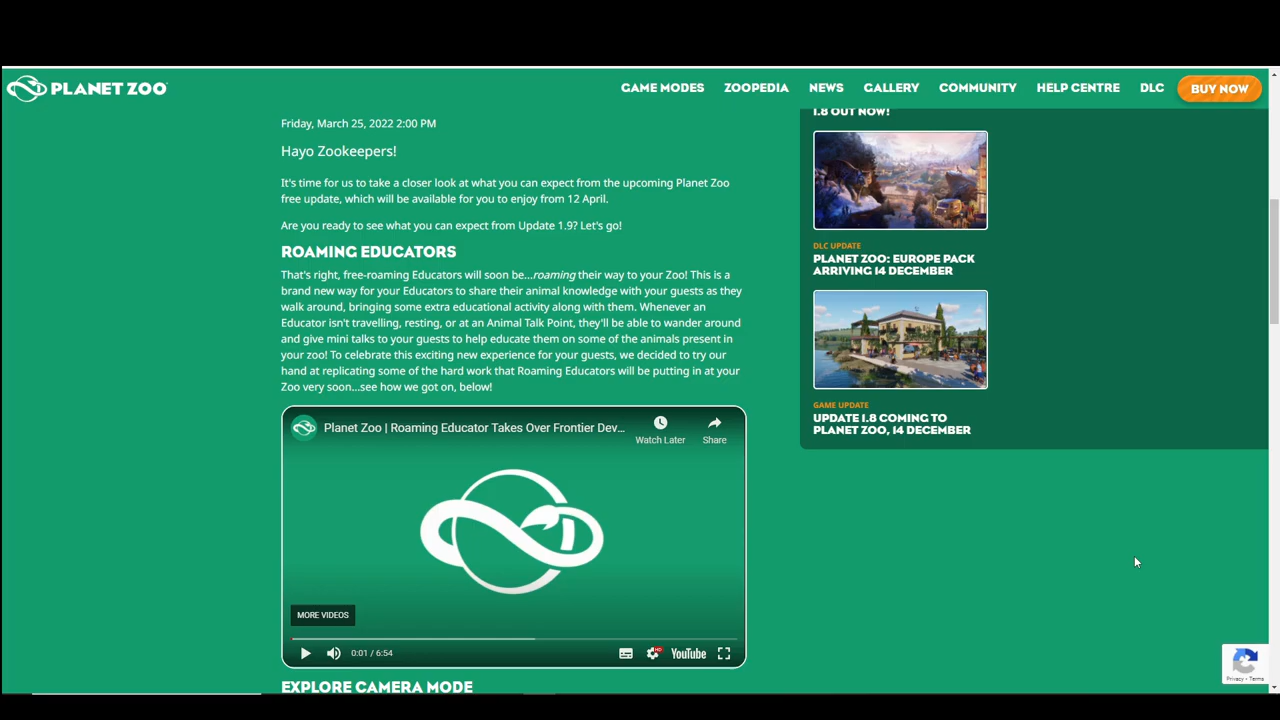 PLANET ZOO
GAME MODES
ZOOPEDIA
NEWS
GALLERY
COMMUNITY
HELP CENTRE
DLC
BUY NOW
Friday, March 25, 2022 2:00 PM
Hayo Zookeepers!
It's time for us to take a closer look at what you can expect from the upcoming Planet Zoo
free update, which will be available for you to enjoy from 12 April.
Are you ready to see what you can expect from Update 1.9? Let's go!
ROAMING EDUCATORS
That's right, free-roaming Educators will soon be...roaming their way to your Zoo! This is a
brand new way for your Educators to share their animal knowledge with your guests as they
walk around, bringing some extra educational activity along with them. Whenever an
Educator isn't travelling, resting, or at an Animal Talk Point, they'll be able to wander around
and give mini talks to your guests to help educate them on some of the animals present in
your zoo! To celebrate this exciting new experience for your guests, we decided to try our
hand at replicating some of the hard work that Roaming Educators will be putting in at your
Zoo very soon...see how we got on, below!
Planet Zoo | Roaming Educator Takes Over Frontier Dev...
Watch Later
Share
MORE VIDEOS
0:01 / 6:54
HD
YouTube
EXPLORE CAMERA MODE
1.8 OUT NOW!
DLC UPDATE
PLANET ZOO: EUROPE PACK
ARRIVING 14 DECEMBER
GAME UPDATE
UPDATE 1.8 COMING TO
PLANET ZOO, 14 DECEMBER
Privacy - Terms